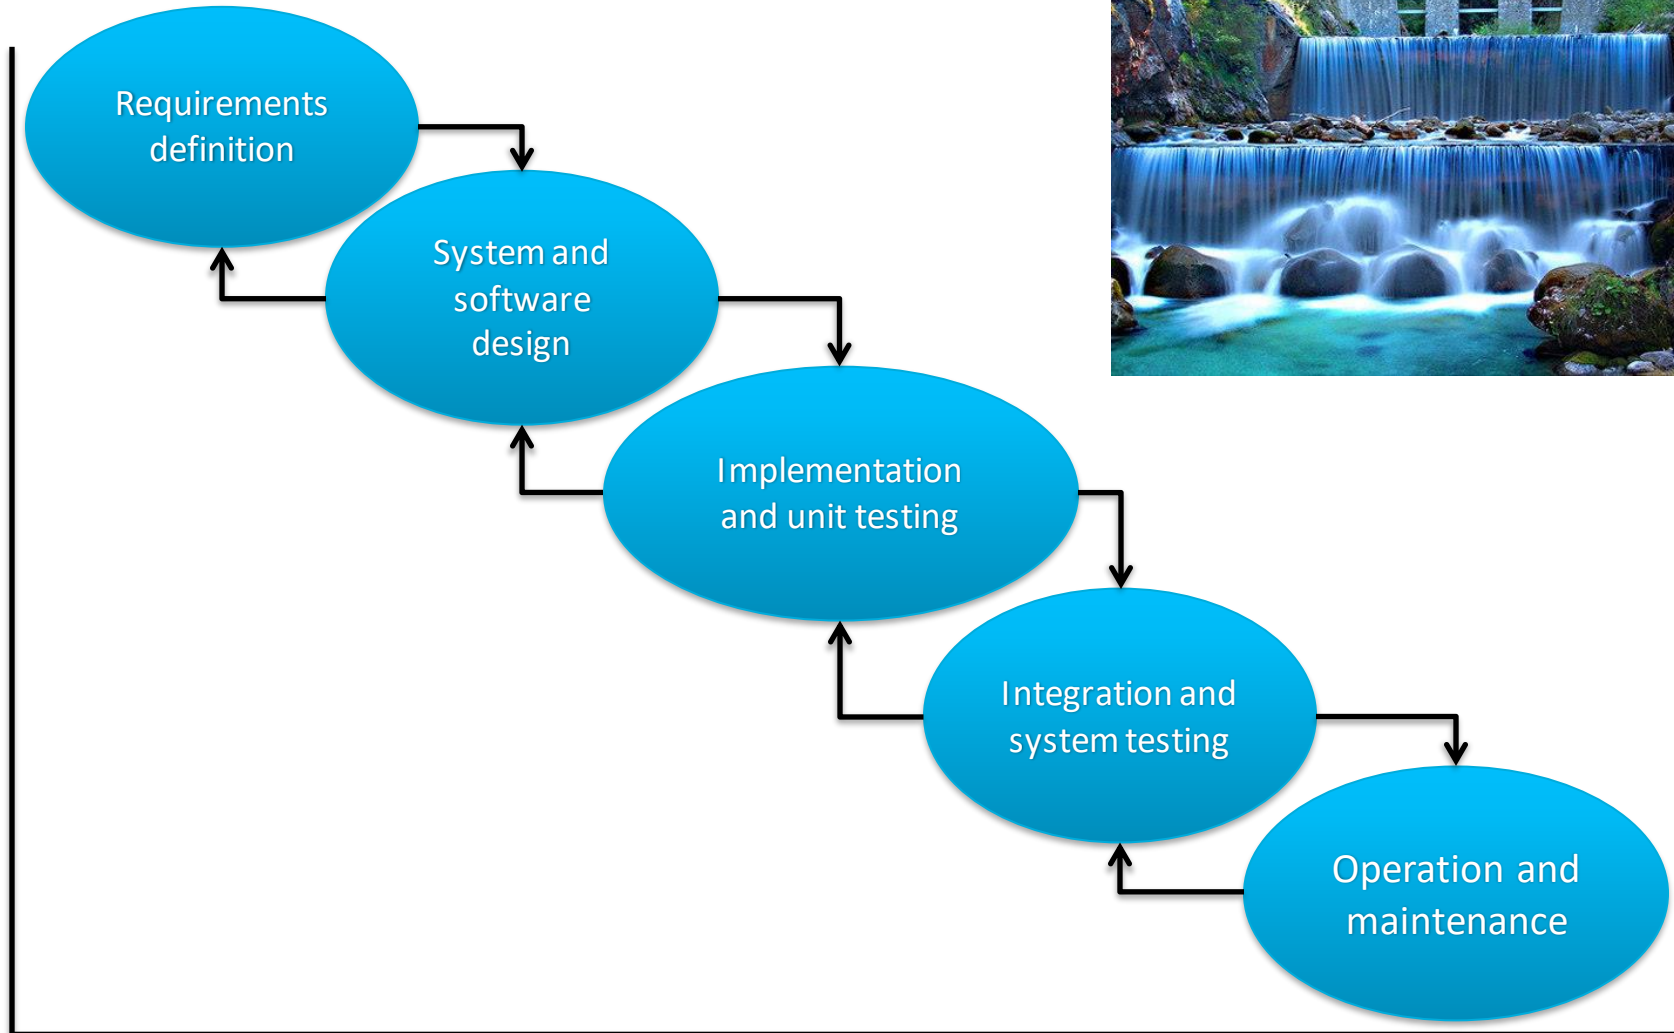 Requirements
definition
System and
software
design
Implementation
and unit testing
Integration and
system testing
Operation and
maintenance